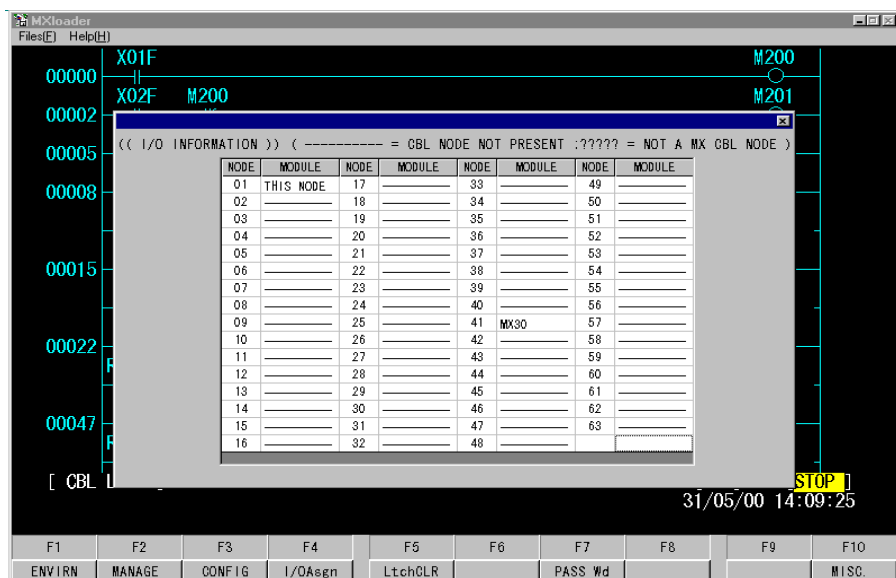 MXloader
Files(F) Help(H)
X01F M200
00000
X02F M200 M201
00002
(( I/O INFORMATION )) ( ---------- = CBL NODE NOT PRESENT :????? = NOT A MX CBL NODE )
00005
NODE MODULE NODE MODULE NODE MODULE NODE MODULE
01 THIS NODE 17 33 49
00008
02 18 34 50
03 19 35 51
04 20 36 52
05 21 37 53
00015
06 22 38 54
07 23 39 55
08 24 40 56
09 25 41 MX30 57
10 26 42 58
00022
11 27 43 59
12 28 44 60
13 29 45 61
14 30 46 62
00047
15 31 47 63
16 32 48
[ CBL STOP ]
31/05/00 14:09:25
F1 F2 F3 F4 F5 F6 F7 F8 F9 F10
ENVIRN MANAGE CONFIG I/OAsgn LtchCLR PASS Wd MISC.